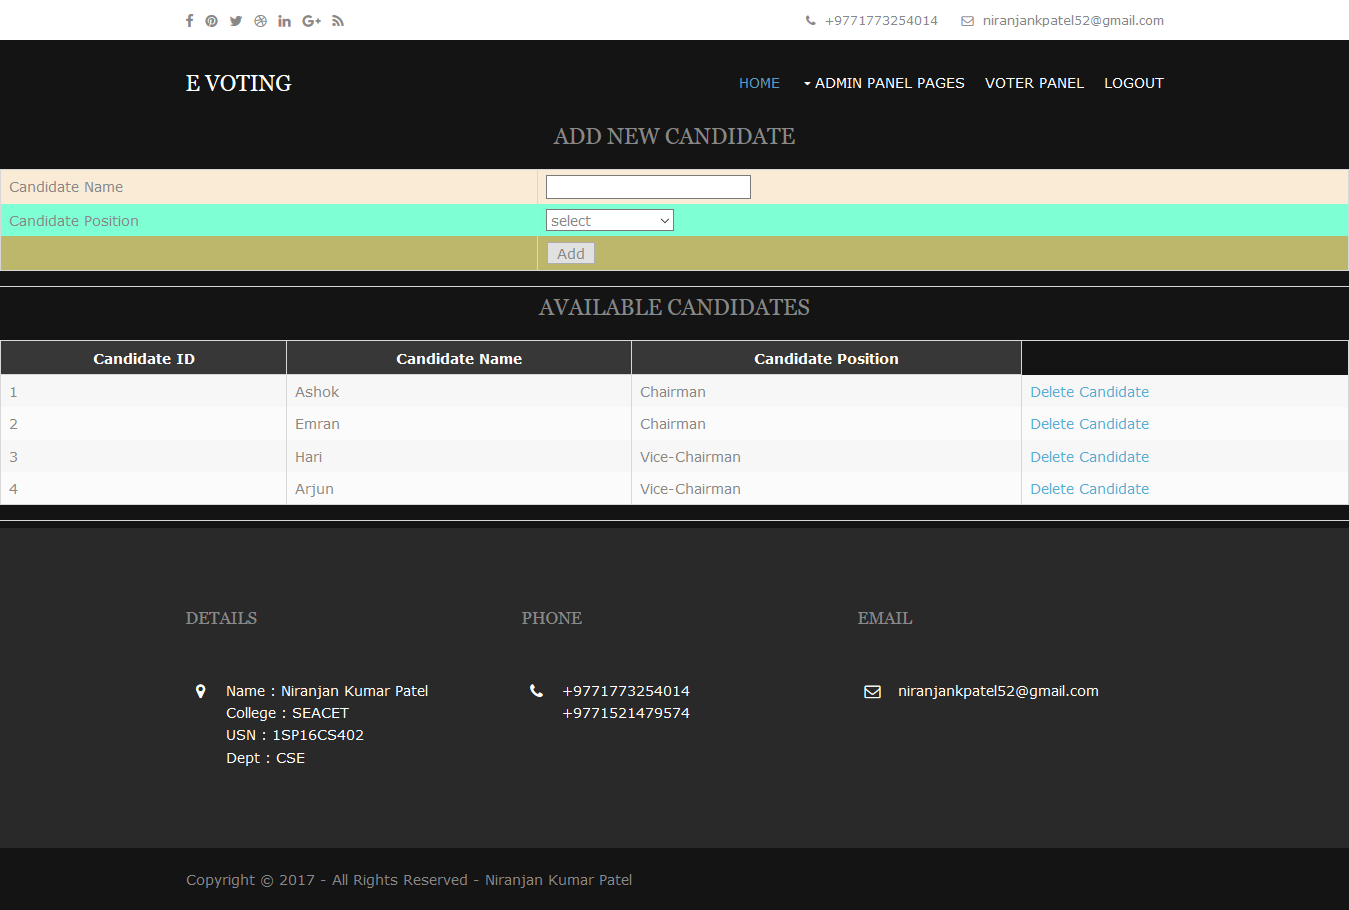 +9771773254014 niranjankpatel52@gmail.com
E VOTING
HOME ADMIN PANEL PAGES VOTER PANEL LOGOUT
ADD NEW CANDIDATE
Candidate Name
Candidate Position select
Add
AVAILABLE CANDIDATES
Candidate ID Candidate Name Candidate Position
1 Ashok Chairman Delete Candidate
2 Emran Chairman Delete Candidate
3 Hari Vice-Chairman Delete Candidate
4 Arjun Vice-Chairman Delete Candidate
DETAILS PHONE EMAIL
Name : Niranjan Kumar Patel +9771773254014 niranjankpatel52@gmail.com
College : SEACET +9771521479574
USN : 1SP16CS402
Dept : CSE
Copyright © 2017 - All Rights Reserved - Niranjan Kumar Patel